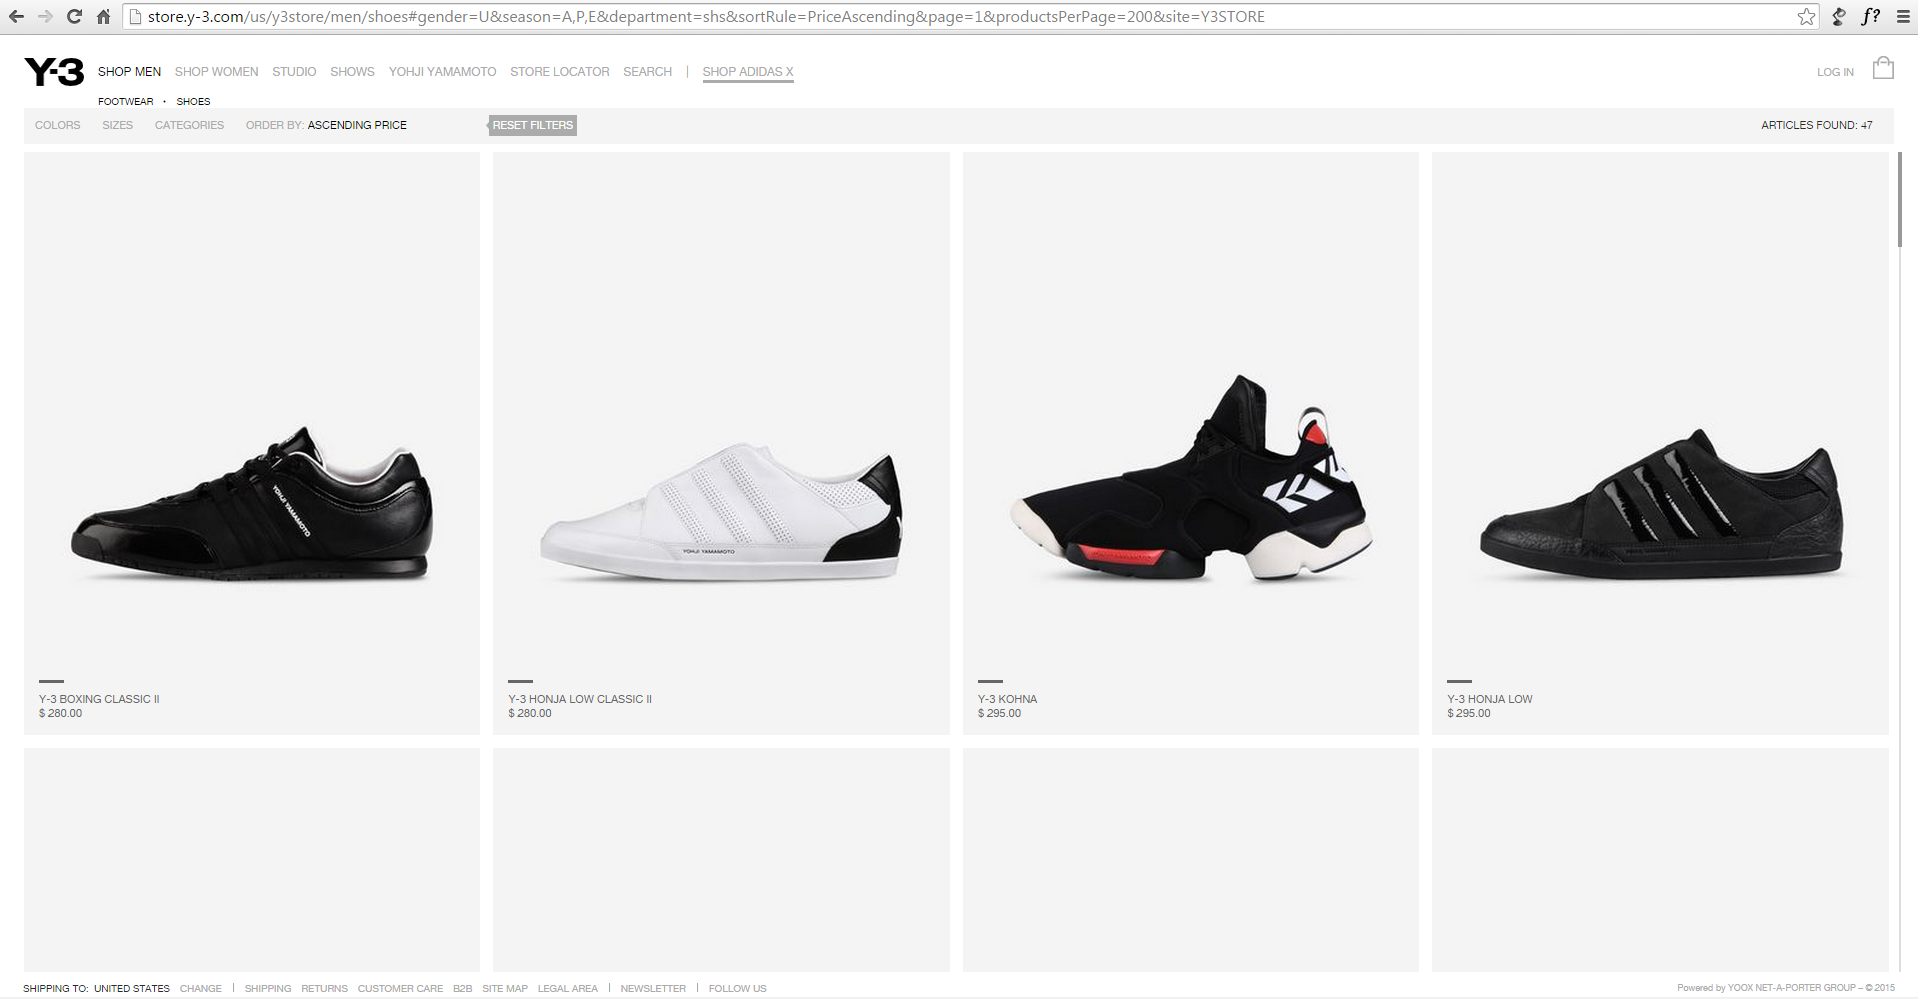 store.y-3.com/us/y3store/men/shoes#gender=U&season=A,P,E&department=shs&sortRule=PriceAscending&page=1&productsPerPage=200&site=Y3STORE
f?
Y-3 SHOP MEN SHOP WOMEN STUDIO SHOWS YOHJI YAMAMOTO STORE LOCATOR SEARCH | SHOP ADIDAS X LOG IN
FOOTWEAR • SHOES
COLORS SIZES CATEGORIES ORDER BY: ASCENDING PRICE RESET FILTERS ARTICLES FOUND: 47
YOHJI YAMAMOTO
YOHJI YAMAMOTO
Y-3 BOXING CLASSIC II
$ 280.00
Y-3 HONJA LOW CLASSIC II
$ 280.00
Y-3 KOHNA
$ 295.00
Y-3 HONJA LOW
$ 295.00
SHIPPING TO: UNITED STATES CHANGE | SHIPPING RETURNS CUSTOMER CARE B2B SITE MAP LEGAL AREA | NEWSLETTER | FOLLOW US Powered by YOOX NET-A-PORTER GROUP – © 2015